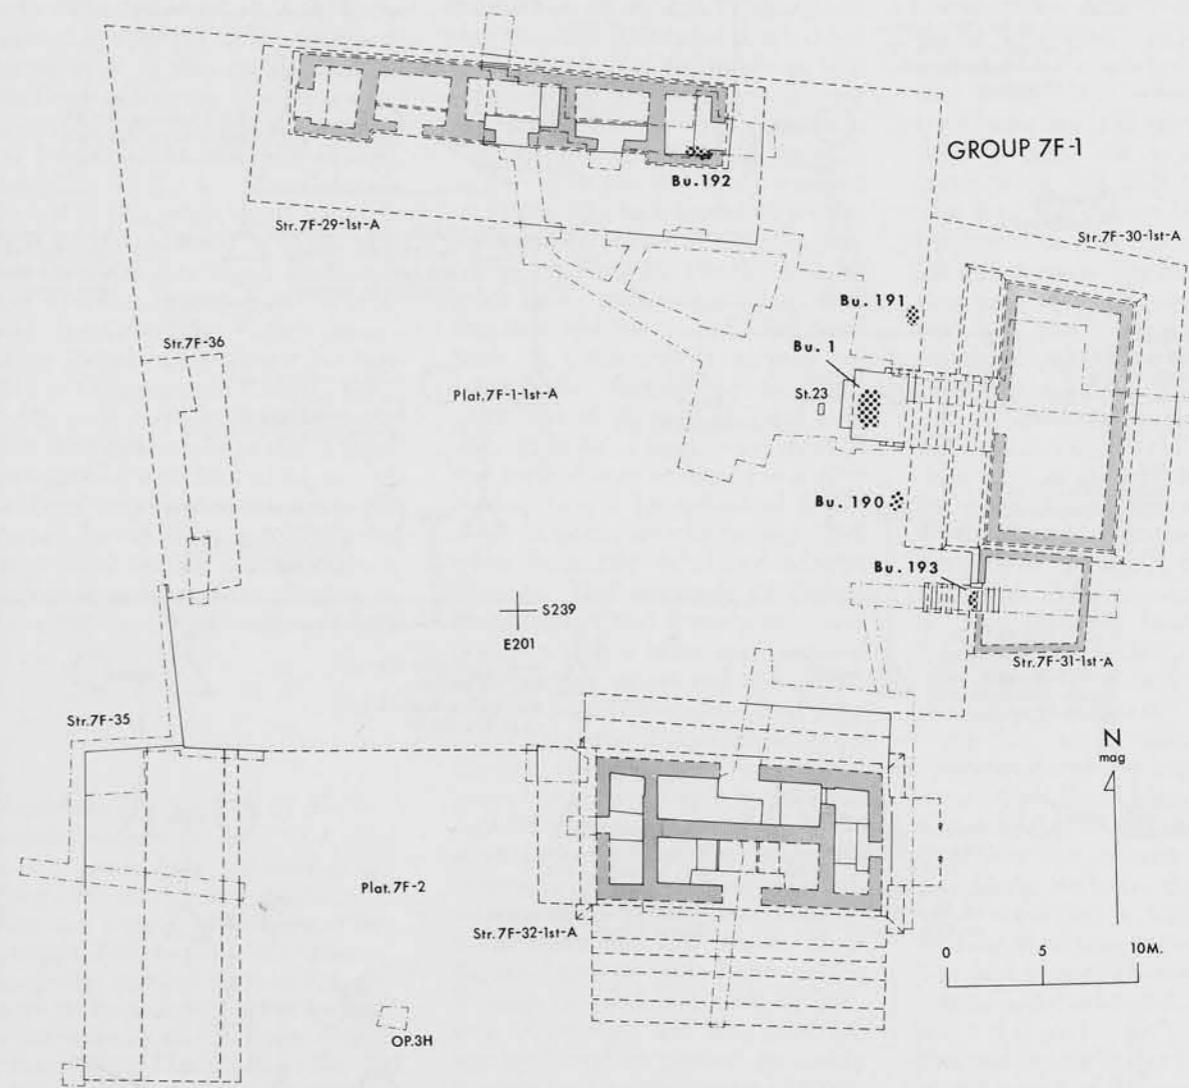 GROUP 7F-1
Bu.192
Str.7F-29-1st-A
Str.7F-30-1st-A
Bu.191
Str.7F-36
Bu.1
Plat.7F-1-1st-A
St.23
Bu.190
Bu.193
S239
E201
Str.7F-31-1st-A
Str.7F-35
N
mag
Plat.7F-2
Str.7F-32-1st-A
0 5 10M.
OP.3H